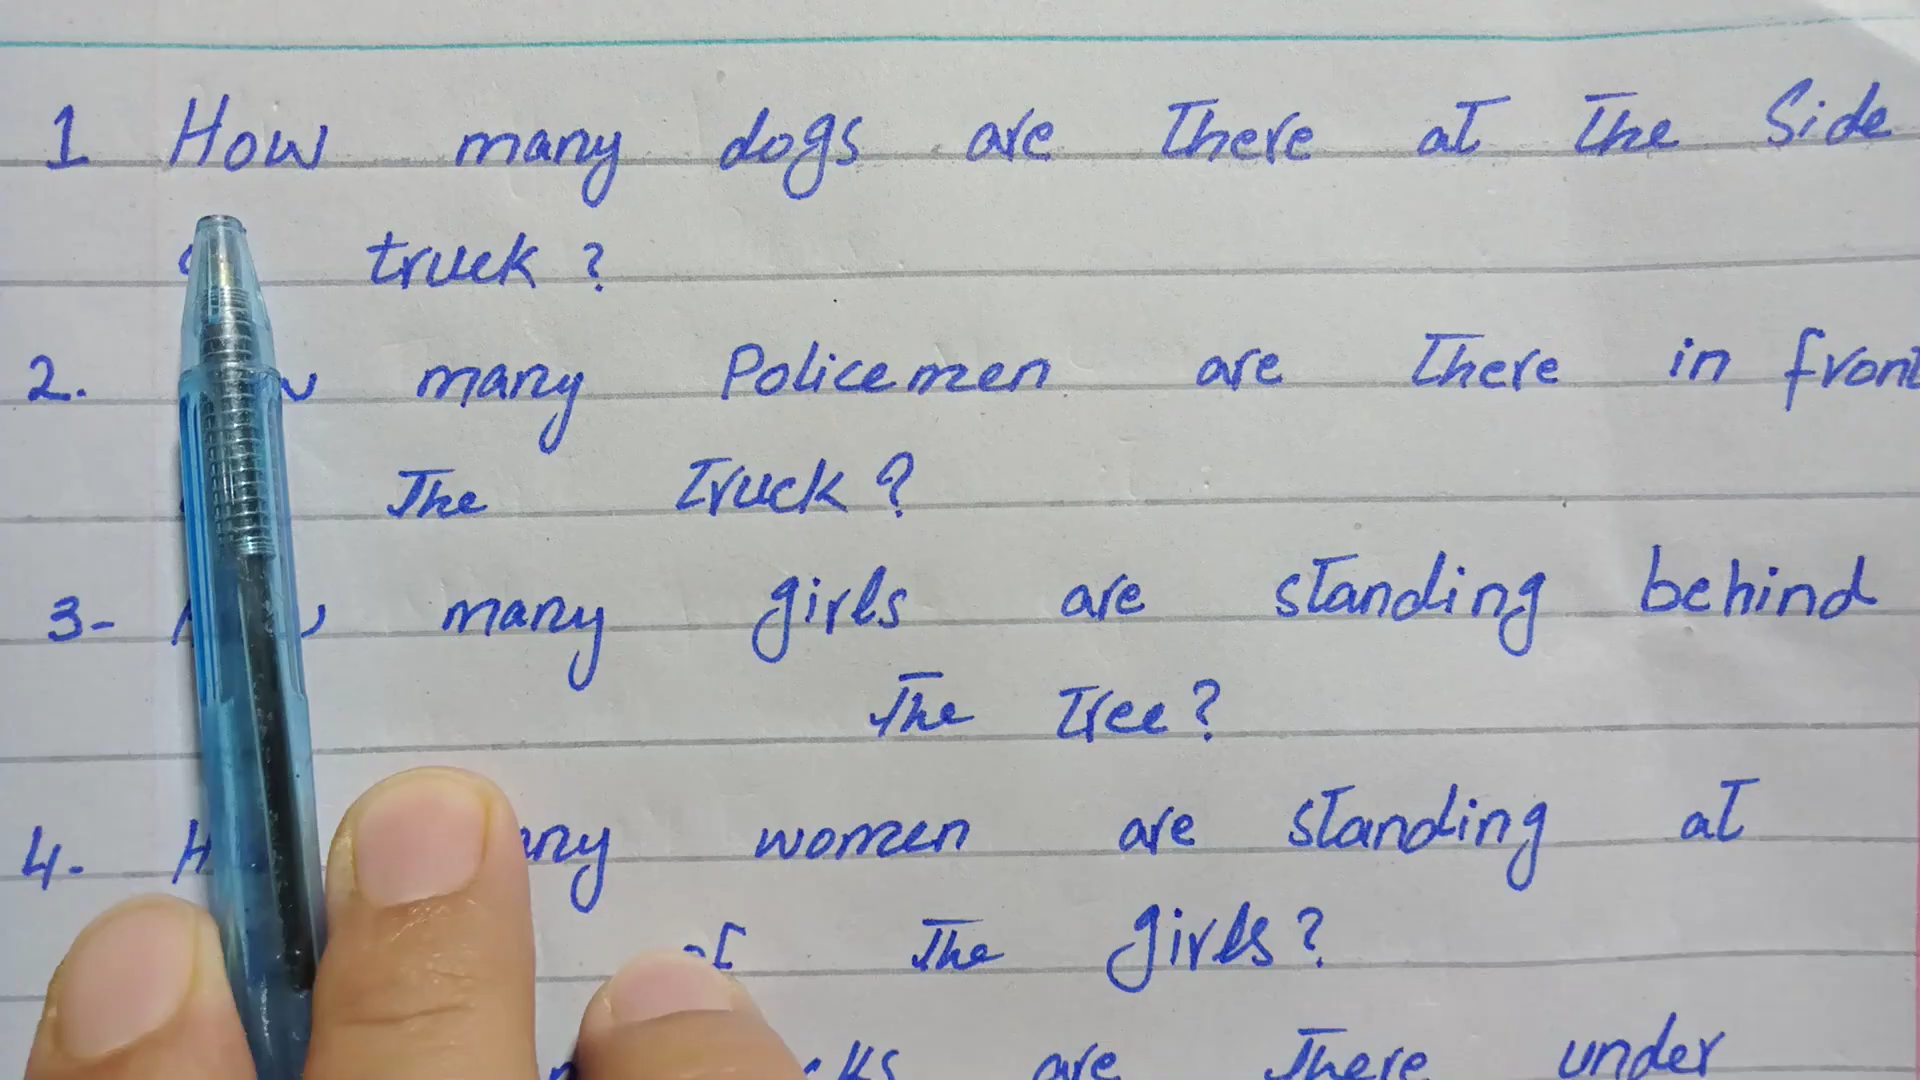 1 How many dogs are there at the side
truck?
2. many Policemen are there in front
the truck?
3- many girls are standing behind
the tree?
4. women are standing at
of the girls?
are there under